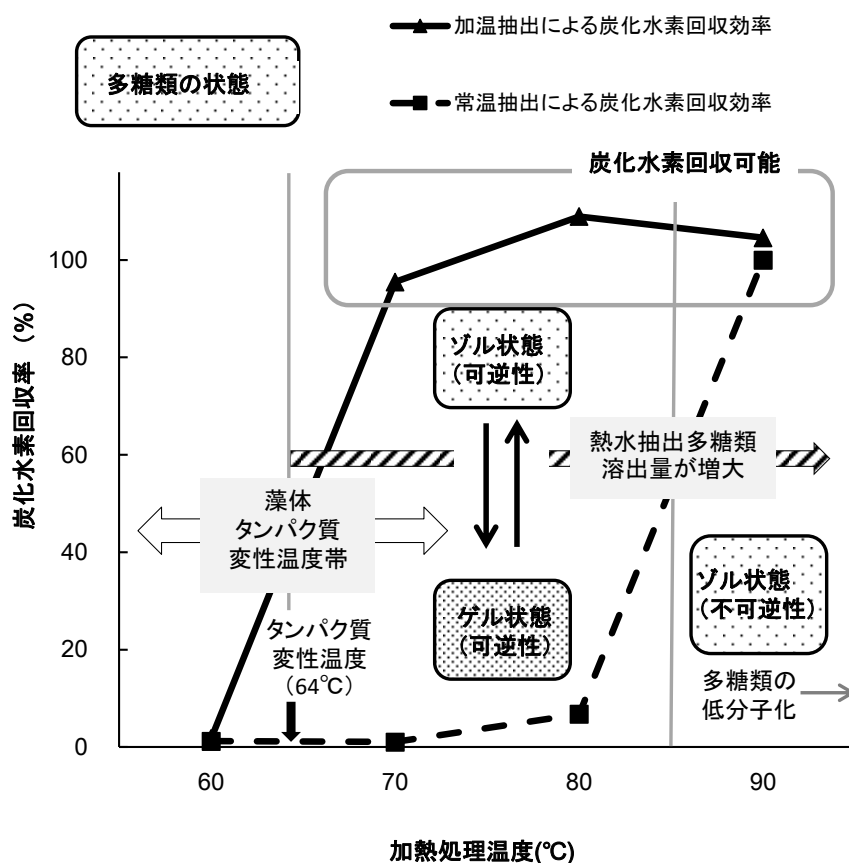 多糖類の状態
加温抽出による炭化水素回収効率
常温抽出による炭化水素回収効率
炭化水素回収可能
炭化水素回収率 (%)
100
80
60
40
20
0
ゾル状態
(可逆性)
熱水抽出多糖類
溶出量が増大
藻体
タンパク質
変性温度帯
ゲル状態
(可逆性)
ゾル状態
(不可逆性)
タンパク質
変性温度
(64℃)
多糖類の
低分子化
60
70
80
90
加熱処理温度(℃)